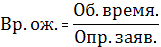 Вр. ож. = Об. время.
Опр. заяв.